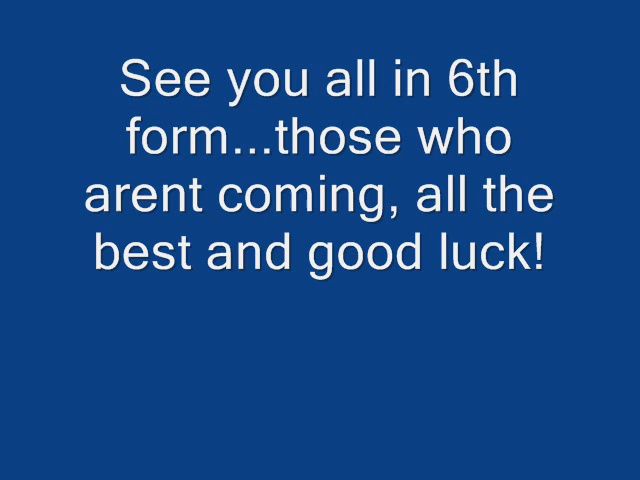 See you all in 6th
form...those who
arent coming, all the
best and good luck!